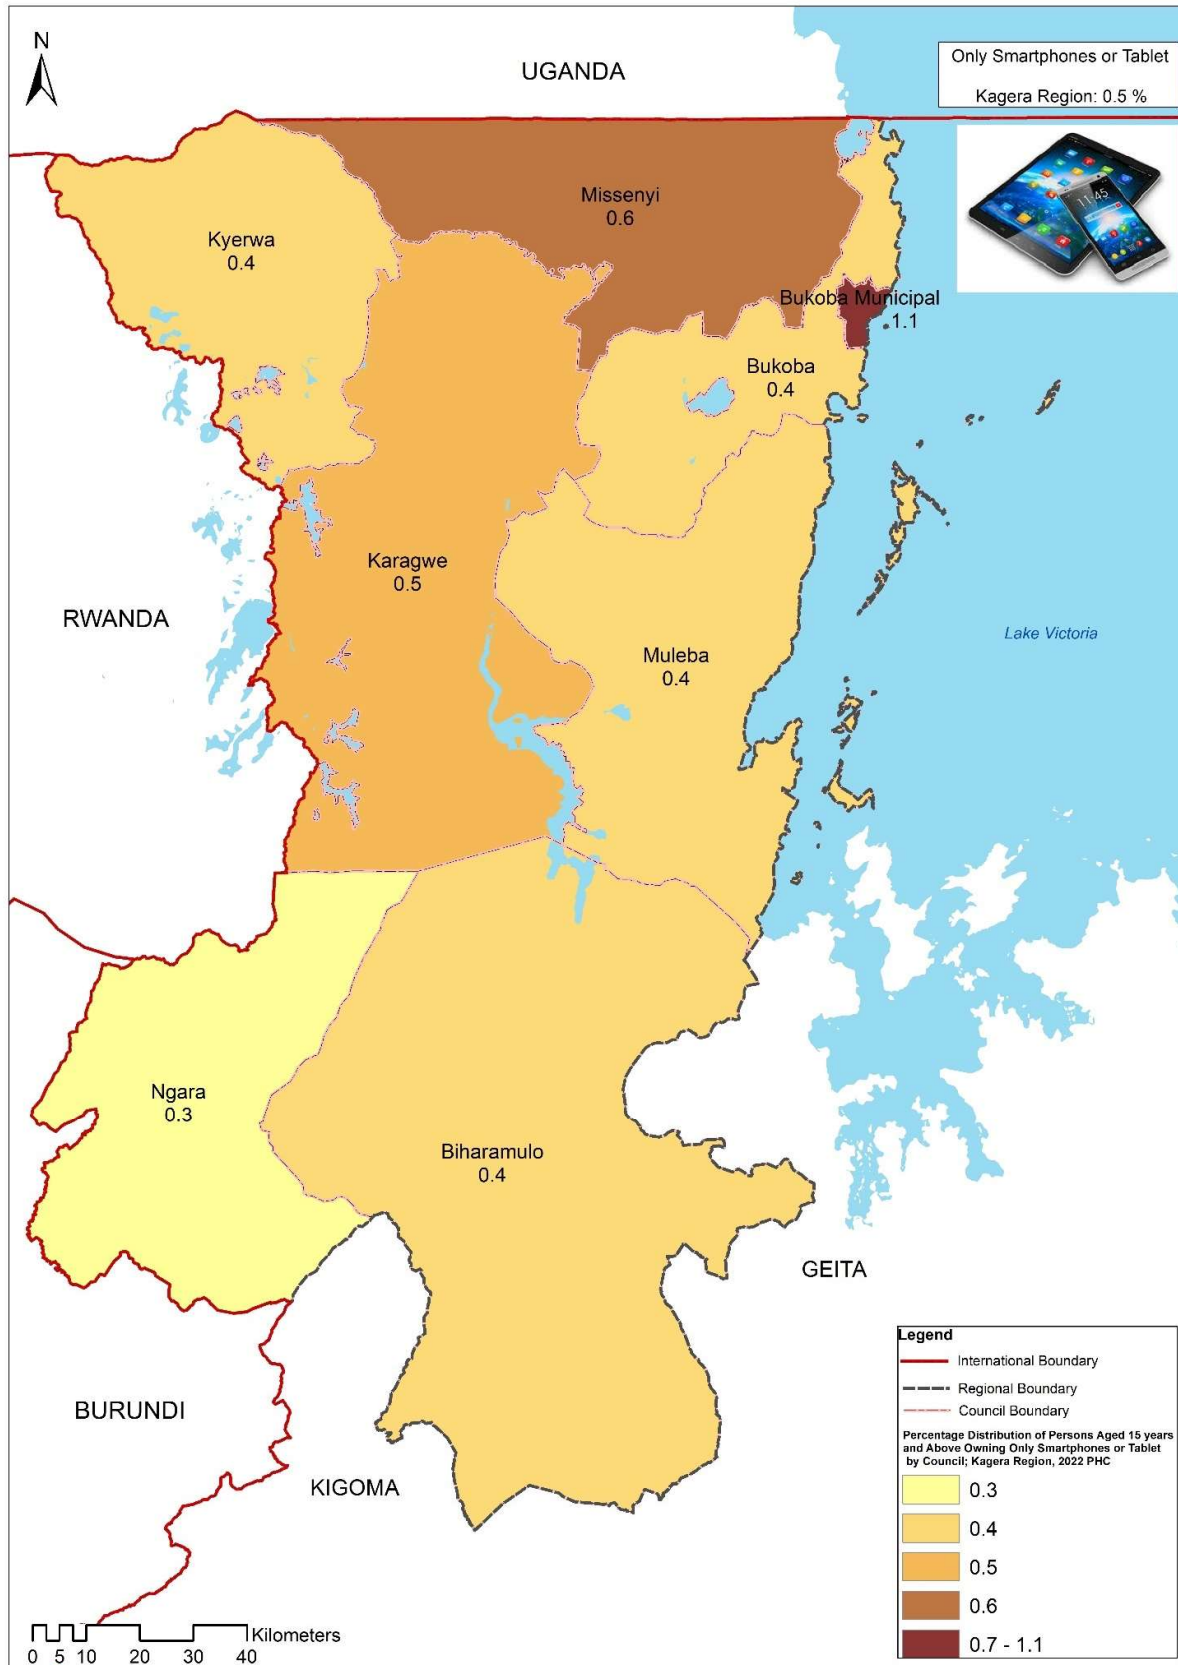 N
UGANDA
Only Smartphones or Tablet
Kagera Region: 0.5 %
11:45
Missenyi
0.6
Kyerwa
0.4
Bukoba Municipal
1.1
Bukoba
0.4
Karagwe
0.5
RWANDA
Lake Victoria
Muleba
0.4
Ngara
0.3
Biharamulo
0.4
GEITA
BURUNDI
KIGOMA
Legend
International Boundary
Regional Boundary
Council Boundary
Percentage Distribution of Persons Aged 15 years
and Above Owning Only Smartphones or Tablet
by Council; Kagera Region, 2022 PHC
0.3
0.4
0.5
0.6
0.7 - 1.1
Kilometers
0 5 10 20 30 40